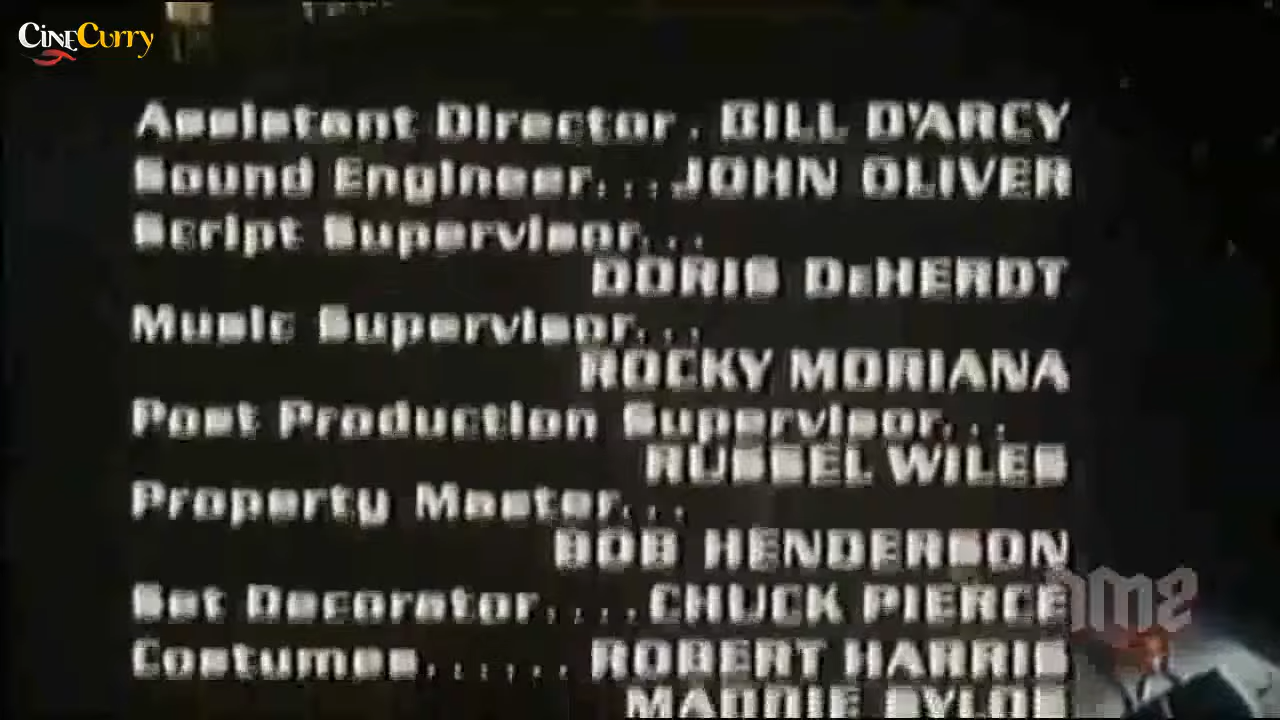 CineCurry
Assistant Director . BILL D'ARCY
Sound Engineer....JOHN OLIVER
Script Supervisor...
DORIS DeHERDT
Music Supervisor...
ROCKY MORIANA
Post Production Supervisor...
RUSSEL WILES
Property Master...
BOB HENDERSON
Set Decorator....CHUCK PIERCE
Costumes...... ROBERT HARRIS